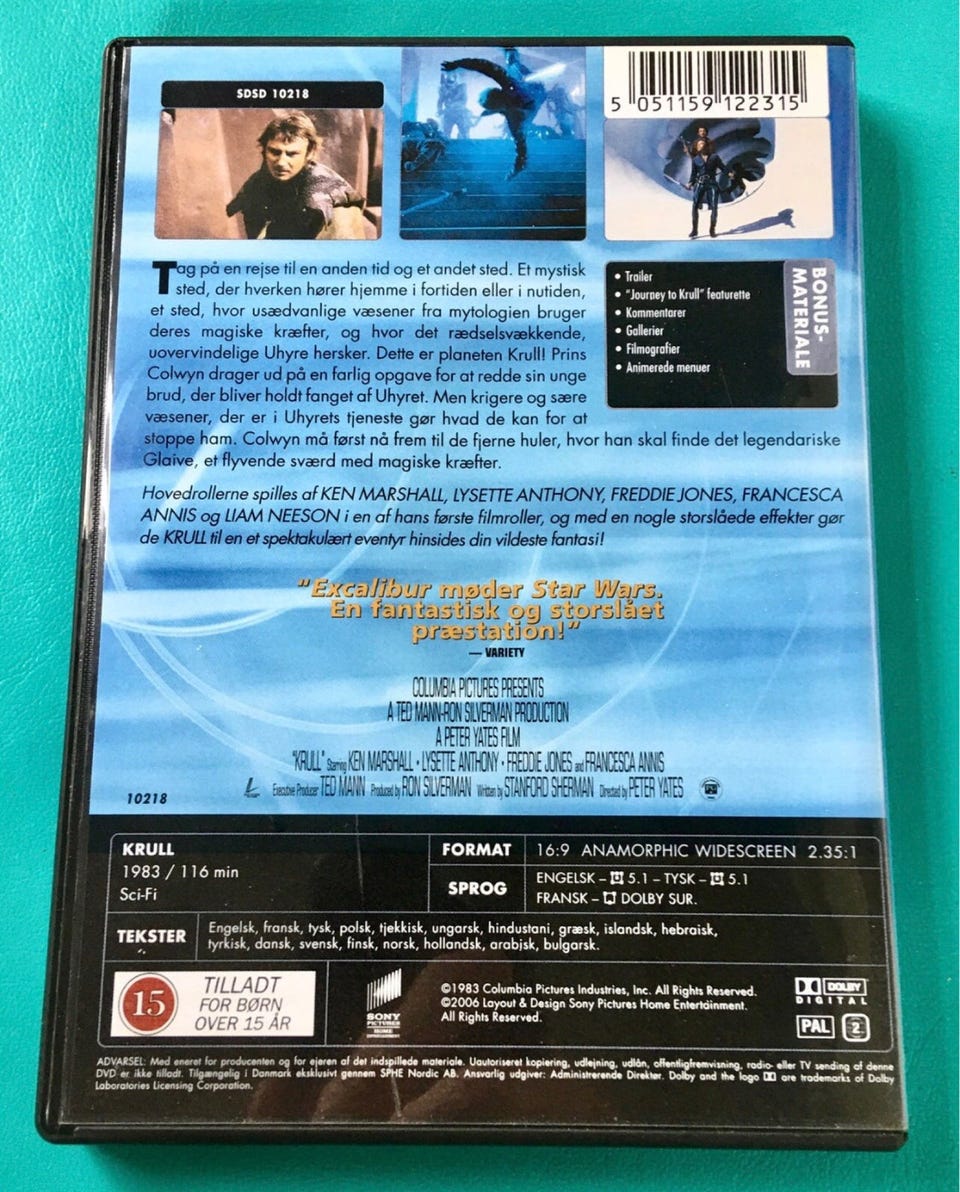 SDSD 10218
5 051159 122315
Tag på en rejse til en anden tid og et andet sted. Et mystisk
sted, der hverken hører hjemme i fortiden eller i nutiden,
et sted, hvor usædvanlige væsener fra mytologien bruger
deres magiske kræfter, og hvor det rædselsvækkende,
uovervindelige Uhyre hersker. Dette er planeten Krull! Prins
Colwyn drager ud på en farlig opgave for at redde sin unge
brud, der bliver holdt fanget af Uhyret. Men krigere og sære
væsener, der er i Uhyrets tjeneste gør hvad de kan for at
stoppe ham. Colwyn må først nå frem til de fjerne huler, hvor han skal finde det legendariske
Glaive, et flyvende sværd med magiske kræfter.
BONUS-
MATERIALE
• Trailer
• "Journey to Krull" featurette
• Kommentarer
• Gallerier
• Filmografier
• Animerede menuer
Hovedrollerne spilles af KEN MARSHALL, LYSETTE ANTHONY, FREDDIE JONES, FRANCESCA
ANNIS og LIAM NEESON i en af hans første filmroller, og med en nogle storslåede effekter gør
de KRULL til en et spektakulært eventyr hinsides din vildeste fantasi!
"Excalibur møder Star Wars.
En fantastisk og storslået
præstation!"
— VARIETY
COLUMBIA PICTURES PRESENTS
A TED MANN-RON SILVERMAN PRODUCTION
A PETER YATES FILM
"KRULL" Starring KEN MARSHALL • LYSETTE ANTHONY • FREDDIE JONES and FRANCESCA ANNIS
Executive Producer TED MANN Produced by RON SILVERMAN Written by STANFORD SHERMAN Directed by PETER YATES
10218
KRULL
1983 / 116 min
Sci-Fi
FORMAT
16:9 ANAMORPHIC WIDESCREEN 2.35:1
SPROG
ENGELSK – 5.1 – TYSK – 5.1
FRANSK – DOLBY SUR.
TEKSTER
Engelsk, fransk, tysk, polsk, tjekkisk, ungarsk, hindustani, græsk, islandsk, hebraisk,
tyrkisk, dansk, svensk, finsk, norsk, hollandsk, arabisk, bulgarsk.
15
TILLADT
FOR BØRN
OVER 15 ÅR
SONY
PICTURES
HOME
ENTERTAINMENT
©1983 Columbia Pictures Industries, Inc. All Rights Reserved.
©2006 Layout & Design Sony Pictures Home Entertainment.
All Rights Reserved.
DOLBY
DIGITAL
PAL
2
ADVARSEL: Med eneret for producenten og for ejeren af det indspillede materiale. Uautoriseret kopiering, udlejning, udlån, offentligfremvisning, radio- eller TV sending af denne
DVD er ikke tilladt. Tilgængelig i Danmark eksklusivt gennem SPHE Nordic AB. Ansvarlig udgiver: Administrerende Direktør. Dolby and the logo are trademarks of Dolby
Laboratories Licensing Corporation.